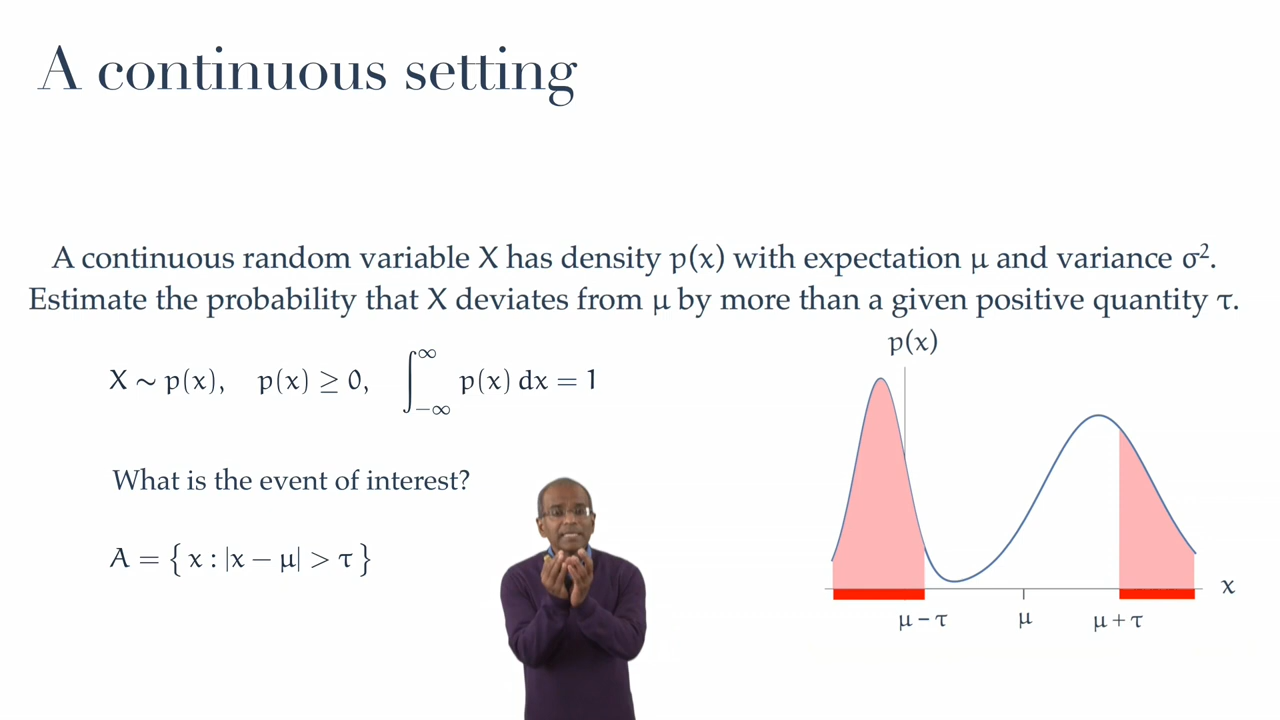 A continuous setting
A continuous random variable X has density p(x) with expectation μ and variance σ².
Estimate the probability that X deviates from μ by more than a given positive quantity τ.
X ∼ p(x), p(x) ≥ 0, ∫_{−∞}^{∞} p(x) dx = 1
What is the event of interest?
A = { x : |x − μ| > τ }
p(x)
x
μ − τ μ μ + τ